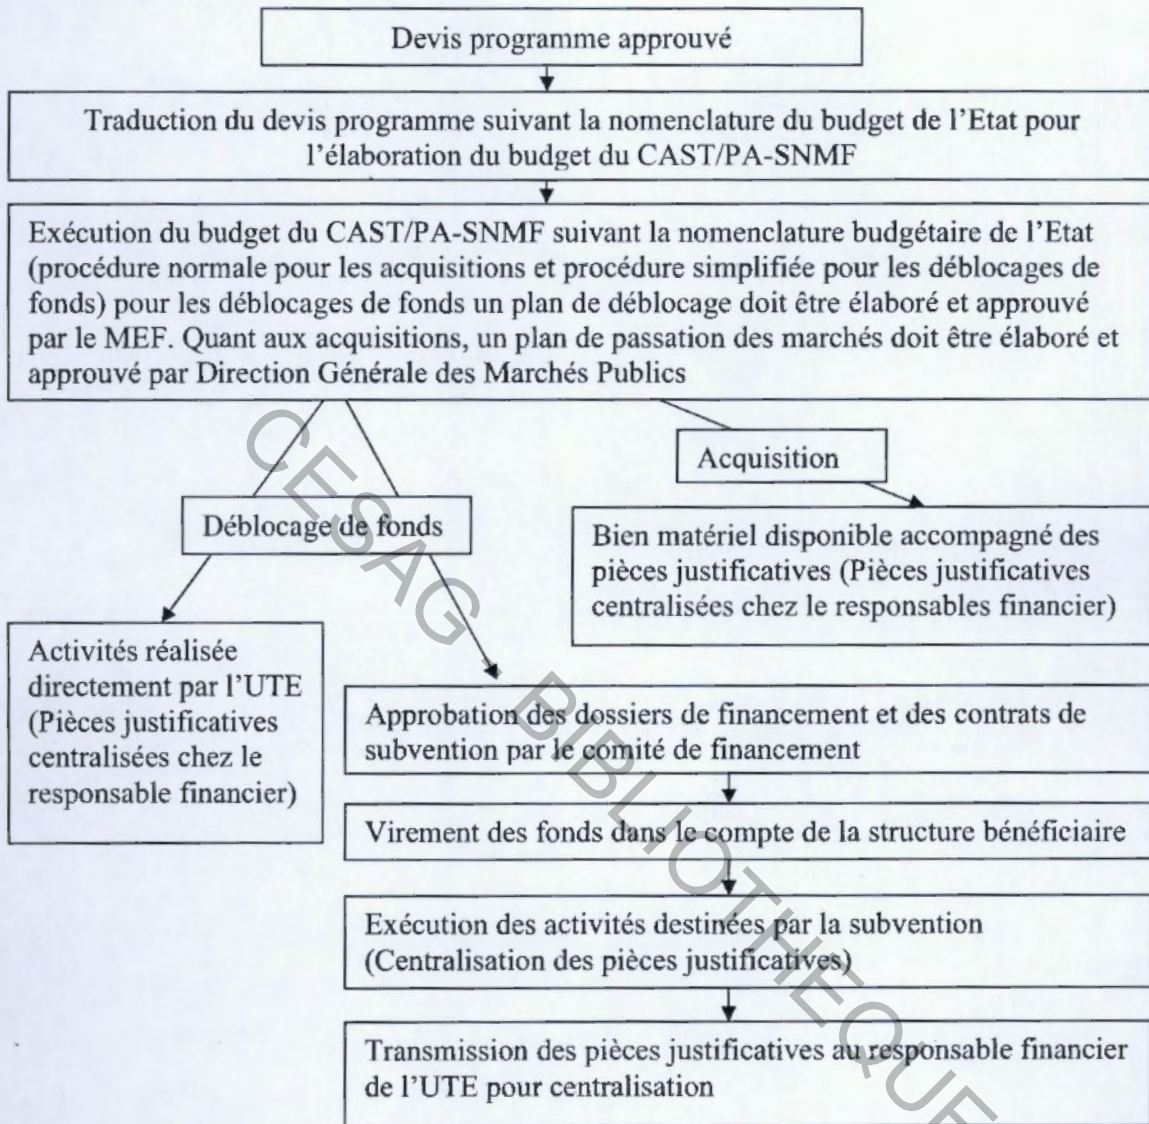 Devis programme approuvé
Traduction du devis programme suivant la nomenclature du budget de l'Etat pour
l'élaboration du budget du CAST/PA-SNMF
Exécution du budget du CAST/PA-SNMF suivant la nomenclature budgétaire de l'Etat
(procédure normale pour les acquisitions et procédure simplifiée pour les déblocages de
fonds) pour les déblocages de fonds un plan de déblocage doit être élaboré et approuvé
par le MEF. Quant aux acquisitions, un plan de passation des marchés doit être élaboré et
approuvé par Direction Générale des Marchés Publics
Acquisition
Déblocage de fonds
Bien matériel disponible accompagné des
pièces justificatives (Pièces justificatives
centralisées chez le responsables financier)
Activités réalisée
directement par l'UTE
(Pièces justificatives
centralisées chez le
responsable financier)
Approbation des dossiers de financement et des contrats de
subvention par le comité de financement
Virement des fonds dans le compte de la structure bénéficiaire
Exécution des activités destinées par la subvention
(Centralisation des pièces justificatives)
Transmission des pièces justificatives au responsable financier
de l'UTE pour centralisation
CESAG - BIBLIOTHEQUE